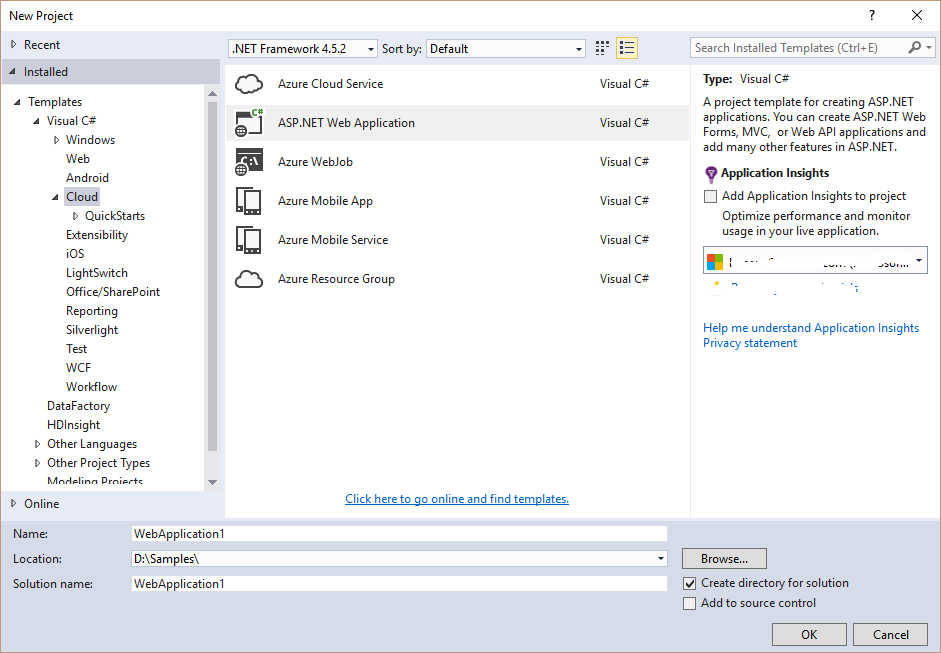 New Project
?
Recent
Installed
Templates
Visual C#
Windows
Web
Android
Cloud
QuickStarts
Extensibility
iOS
LightSwitch
Office/SharePoint
Reporting
Silverlight
Test
WCF
Workflow
DataFactory
HDInsight
Other Languages
Other Project Types
Modeling Projects
Online
.NET Framework 4.5.2
Sort by:
Default
Azure Cloud Service Visual C#
ASP.NET Web Application Visual C#
Azure WebJob Visual C#
Azure Mobile App Visual C#
Azure Mobile Service Visual C#
Azure Resource Group Visual C#
Click here to go online and find templates.
Search Installed Templates (Ctrl+E)
Type: Visual C#
A project template for creating ASP.NET
applications. You can create ASP.NET Web
Forms, MVC, or Web API applications and
add many other features in ASP.NET.
Application Insights
Add Application Insights to project
Optimize performance and monitor
usage in your live application.
Help me understand Application Insights
Privacy statement
Name: WebApplication1
Location: D:\Samples\
Browse...
Solution name: WebApplication1
Create directory for solution
Add to source control
OK
Cancel